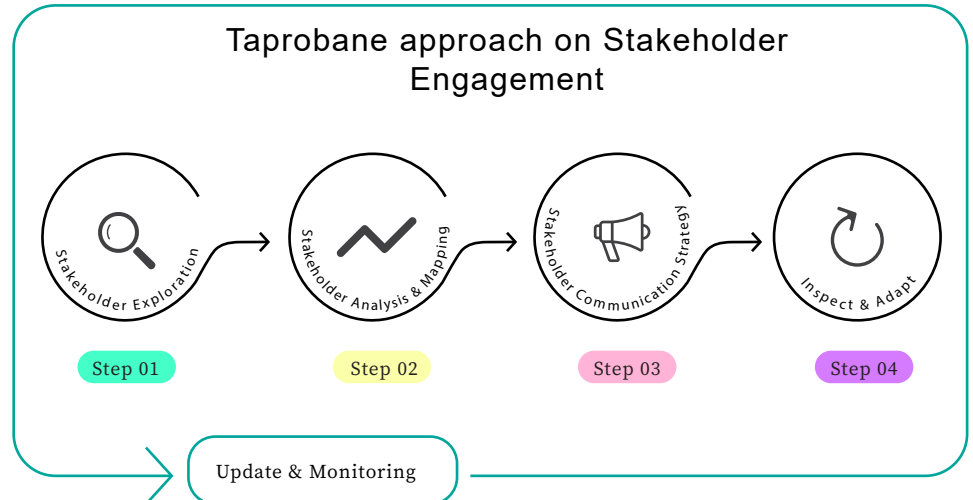 Taprobane approach on Stakeholder
Engagement
Stakeholder Exploration
Stakeholder Analysis & Mapping
Stakeholder Communication Strategy
Inspect & Adapt
Step 01
Step 02
Step 03
Step 04
Update & Monitoring